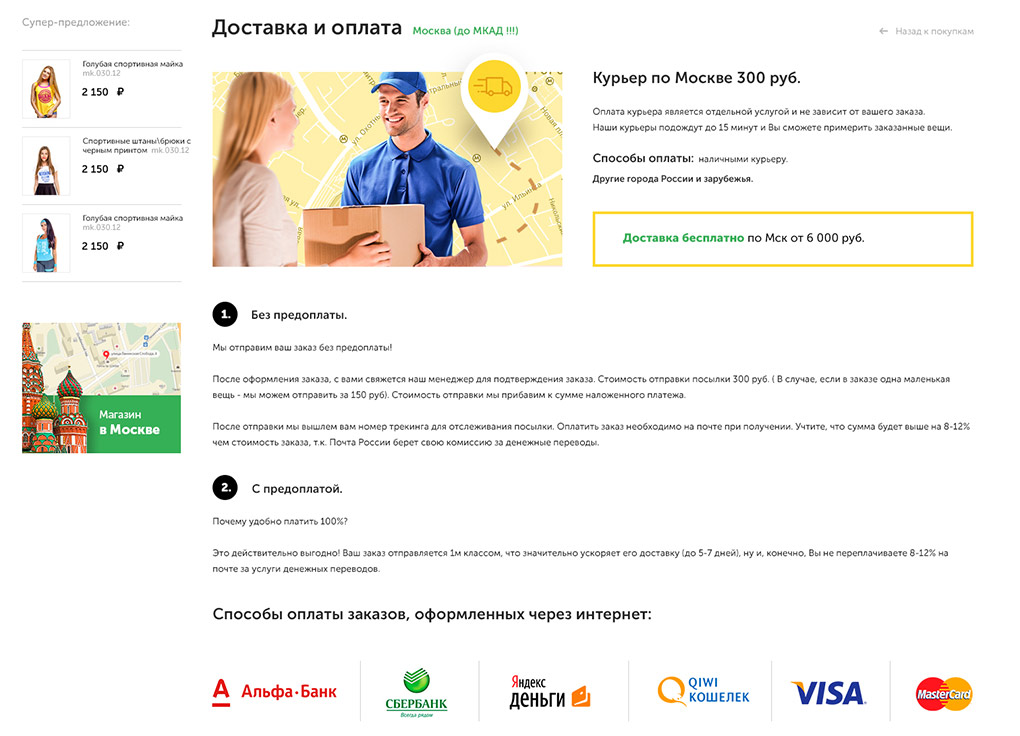 Супер-предложение:
Голубая спортивная майка
mk.030.12
2 150 ₽
Спортивные штаны\брюки с
черным принтом mk.030.12
2 150 ₽
Голубая спортивная майка
mk.030.12
2 150 ₽
Магазин
в Москве
Доставка и оплата Москва (до МКАД !!!)
← Назад к покупкам
Курьер по Москве 300 руб.
Оплата курьера является отдельной услугой и не зависит от вашего заказа.
Наши курьеры подождут до 15 минут и Вы сможете примерить заказанные вещи.
Способы оплаты: наличными курьеру.
Другие города России и зарубежья.
Доставка бесплатно по Мск от 6 000 руб.
ул. Ильинка
1. Без предоплаты.
Мы отправим ваш заказ без предоплаты!
После оформления заказа, с вами свяжется наш менеджер для подтверждения заказа. Стоимость отправки посылки 300 руб. ( В случае, если в заказе одна маленькая
вещь - мы можем отправить за 150 руб). Стоимость отправки мы прибавим к сумме наложенного платежа.
После отправки мы вышлем вам номер трекинга для отслеживания посылки. Оплатить заказ необходимо на почте при получении. Учтите, что сумма будет выше на 8-12%
чем стоимость заказа, т.к. Почта России берет свою комиссию за денежные переводы.
2. С предоплатой.
Почему удобно платить 100%?
Это действительно выгодно! Ваш заказ отправляется 1м классом, что значительно ускоряет его доставку (до 5-7 дней), ну и, конечно, Вы не переплачиваете 8-12% на
почте за услуги денежных переводов.
Способы оплаты заказов, оформленных через интернет:
Альфа·Банк
СБЕРБАНК
Всегда рядом
Яндекс
деньги
QIWI
КОШЕЛЕК
VISA
MasterCard